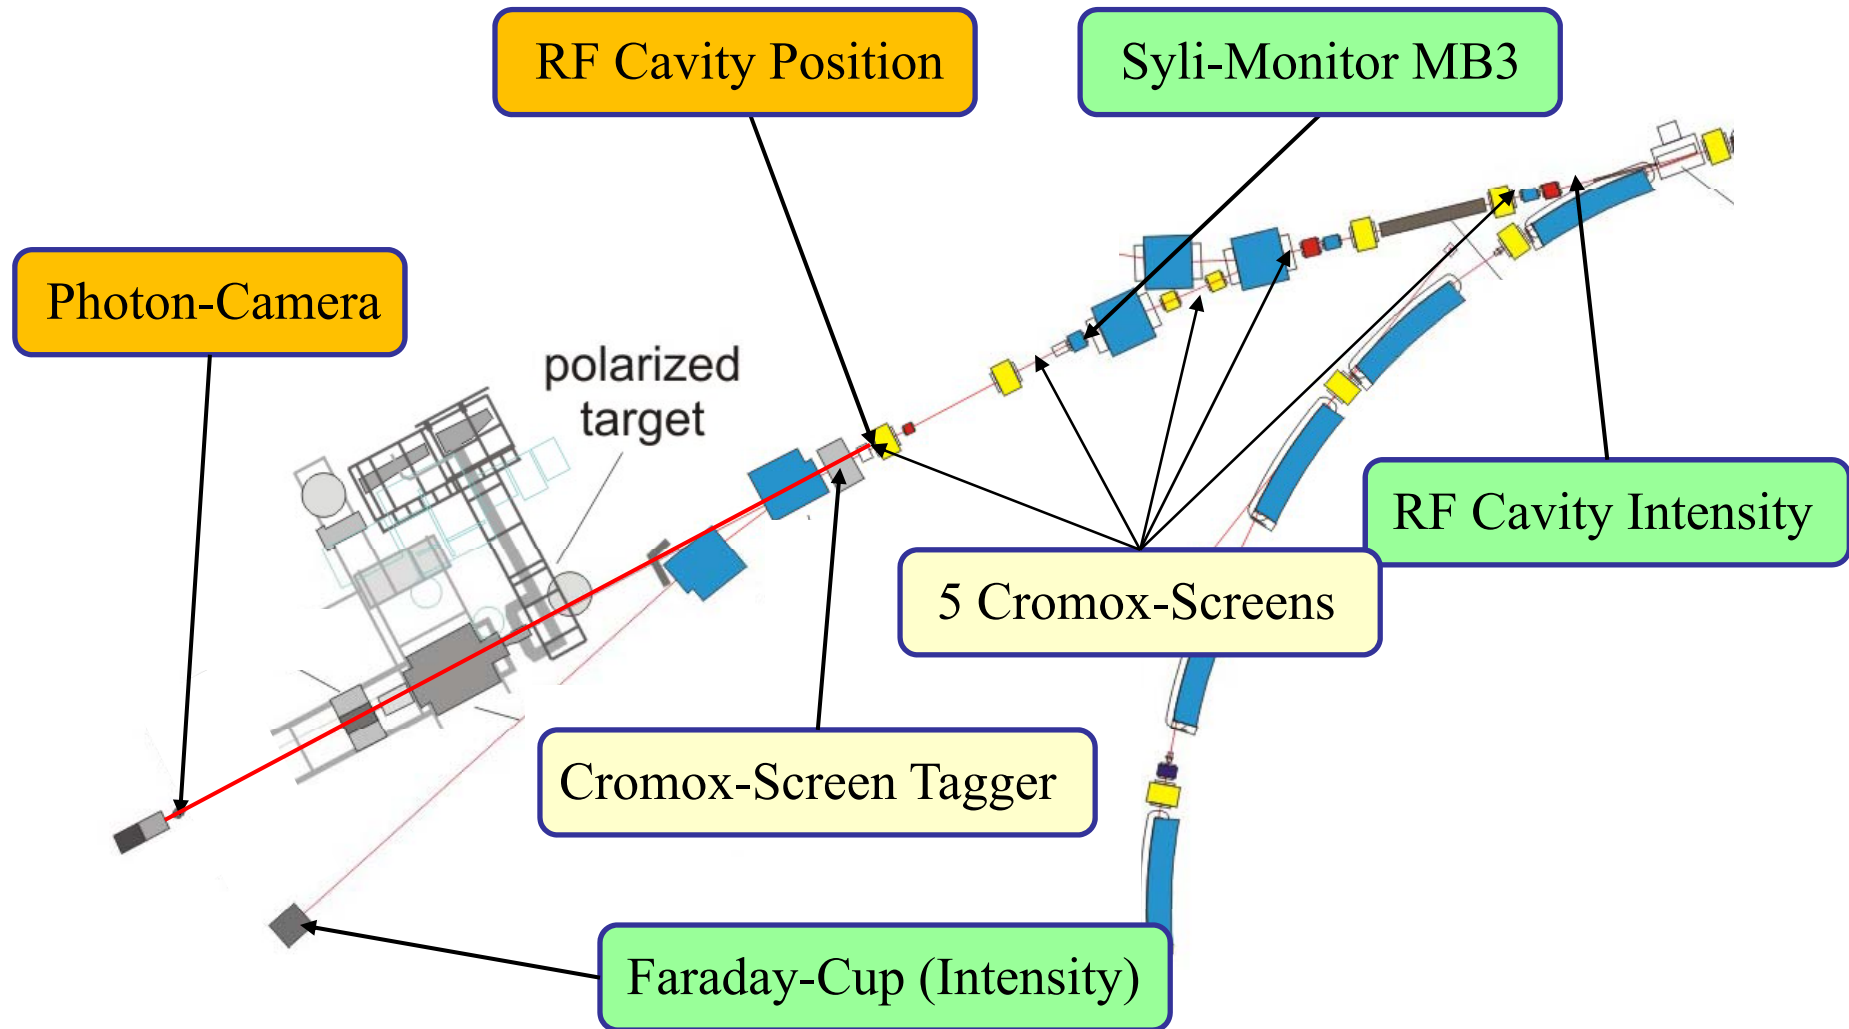 RF Cavity Position
Syli-Monitor MB3
Photon-Camera
polarized
target
RF Cavity Intensity
5 Cromox-Screens
Cromox-Screen Tagger
Faraday-Cup (Intensity)